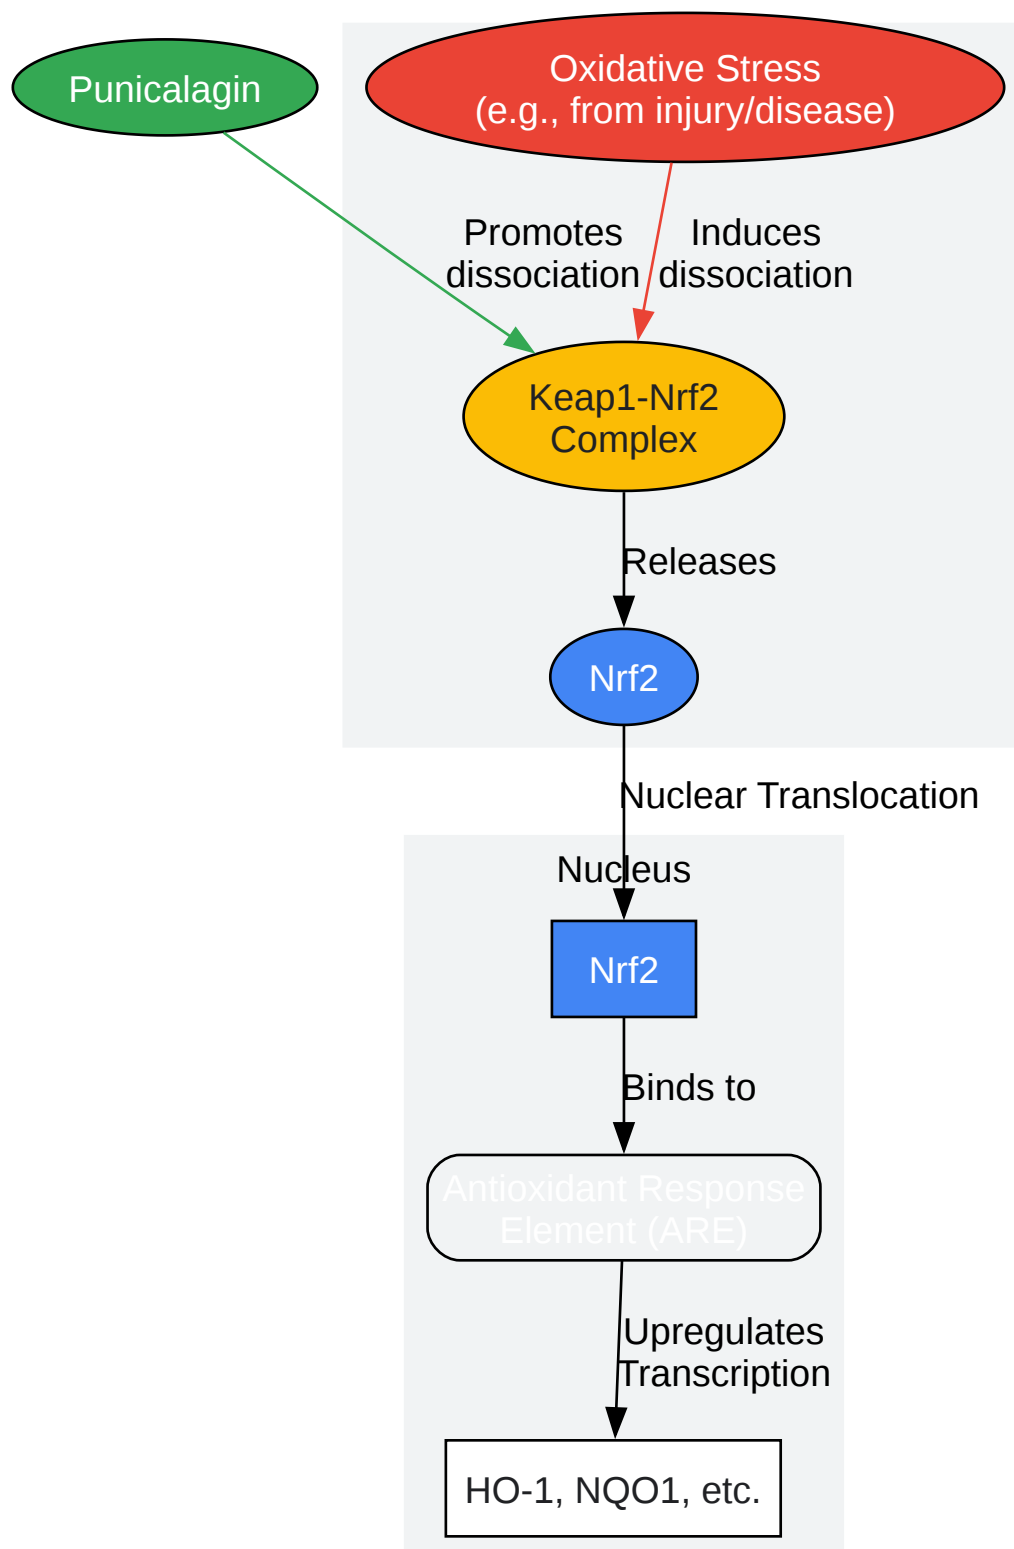 Punicalagin
Oxidative Stress
(e.g., from injury/disease)
Promotes
dissociation
Induces
dissociation
Keap1-Nrf2
Complex
Releases
Nrf2
Nuclear Translocation
Nucleus
Nrf2
Binds to
Antioxidant Response
Element (ARE)
Upregulates
Transcription
HO-1, NQO1, etc.